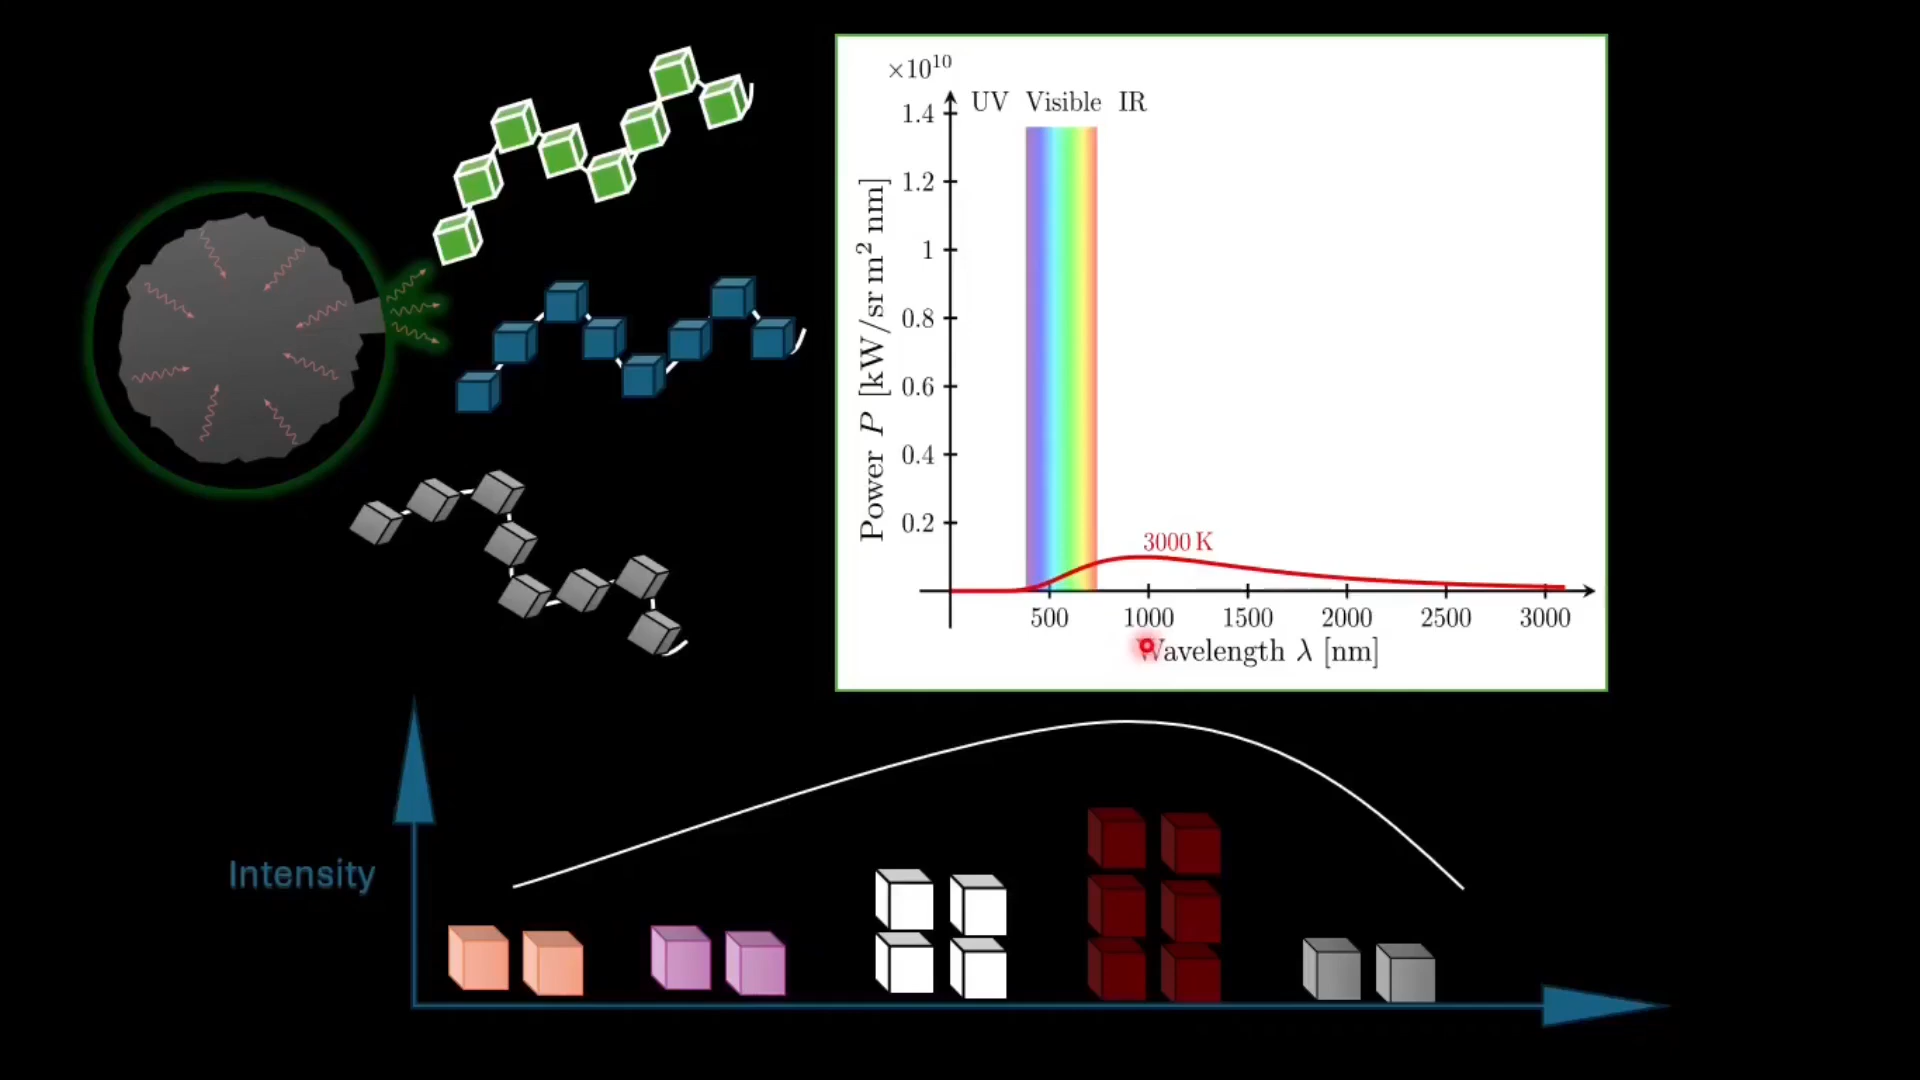 ×10¹⁰
UV Visible IR
1.4
1.2
1
0.8
0.6
0.4
0.2
Power P [kW/sr m² nm]
3000 K
500 1000 1500 2000 2500 3000
Wavelength λ [nm]
Intensity